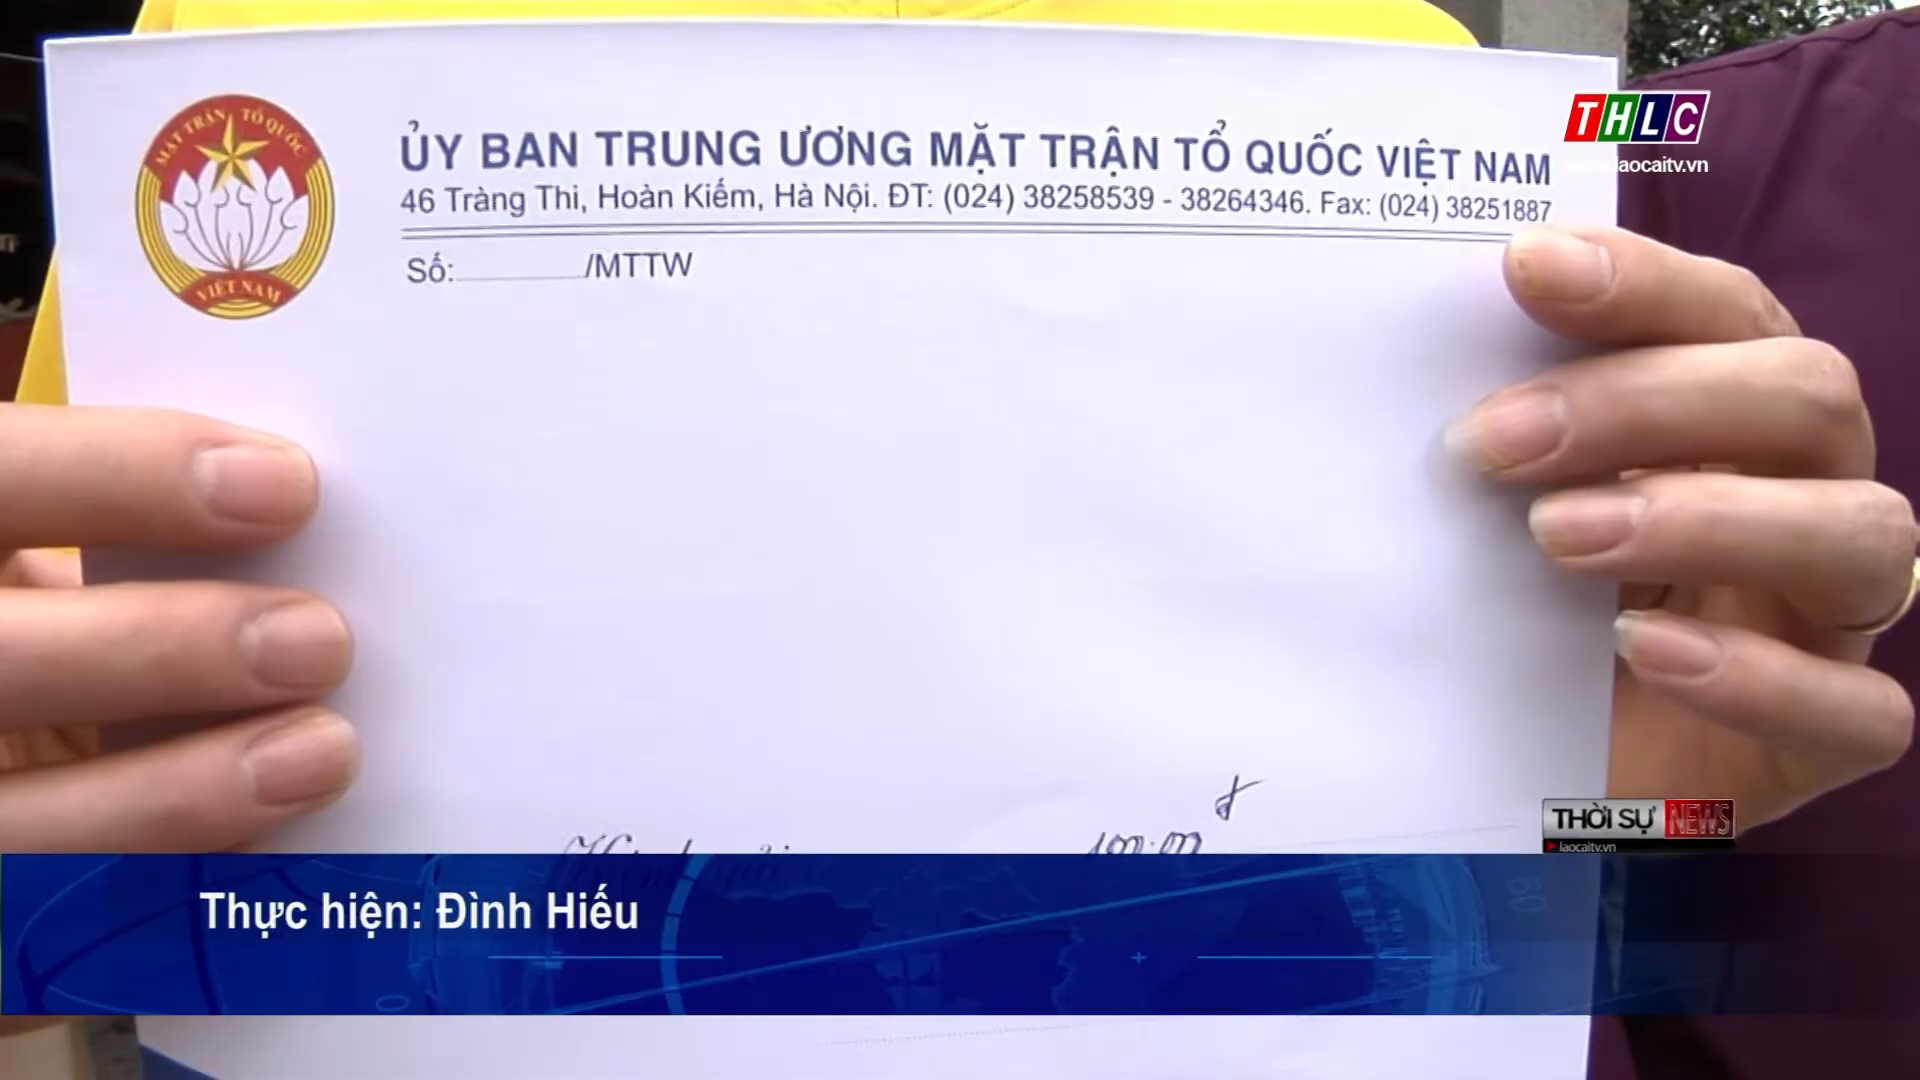 MẶT TRẬN TỔ QUỐC
VIỆT NAM
ỦY BAN TRUNG ƯƠNG MẶT TRẬN TỔ QUỐC VIỆT NAM
46 Tràng Thi, Hoàn Kiếm, Hà Nội. ĐT: (024) 38258539 - 38264346. Fax: (024) 38251887
Số:............../MTTW
THLC
laocaitv.vn
THỜI SỰ NEWS
laocaitv.vn
Thực hiện: Đình Hiếu